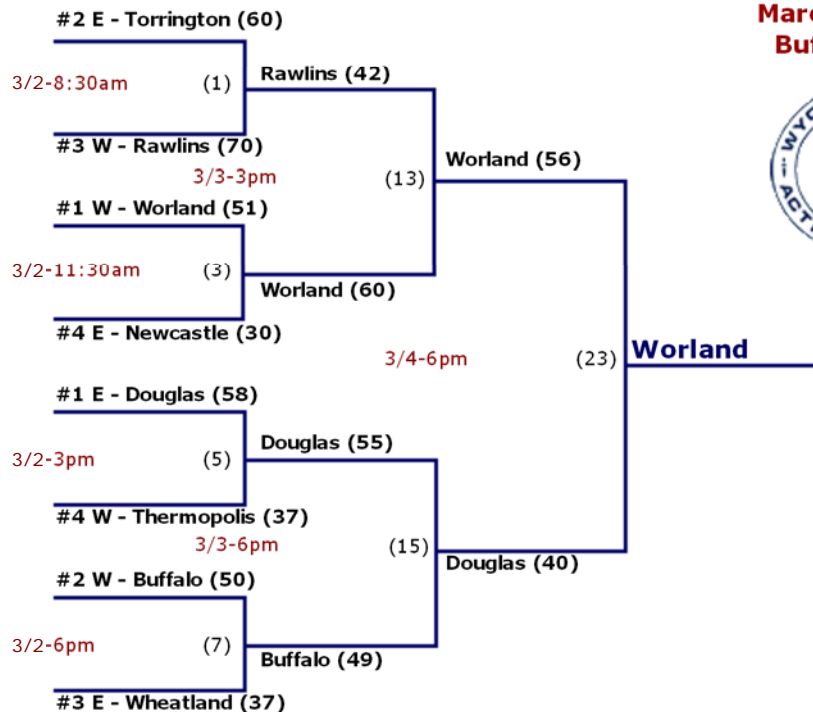 #2 E - Torrington (60)
3/2-8:30am
(1)
Rawlins (42)
#3 W - Rawlins (70)
3/3-3pm
(13)
Worland (56)
#1 W - Worland (51)
3/2-11:30am
(3)
Worland (60)
#4 E - Newcastle (30)
3/4-6pm
(23)
Worland
#1 E - Douglas (58)
3/2-3pm
(5)
Douglas (55)
#4 W - Thermopolis (37)
3/3-6pm
(15)
Douglas (40)
#2 W - Buffalo (50)
3/2-6pm
(7)
Buffalo (49)
#3 E - Wheatland (37)